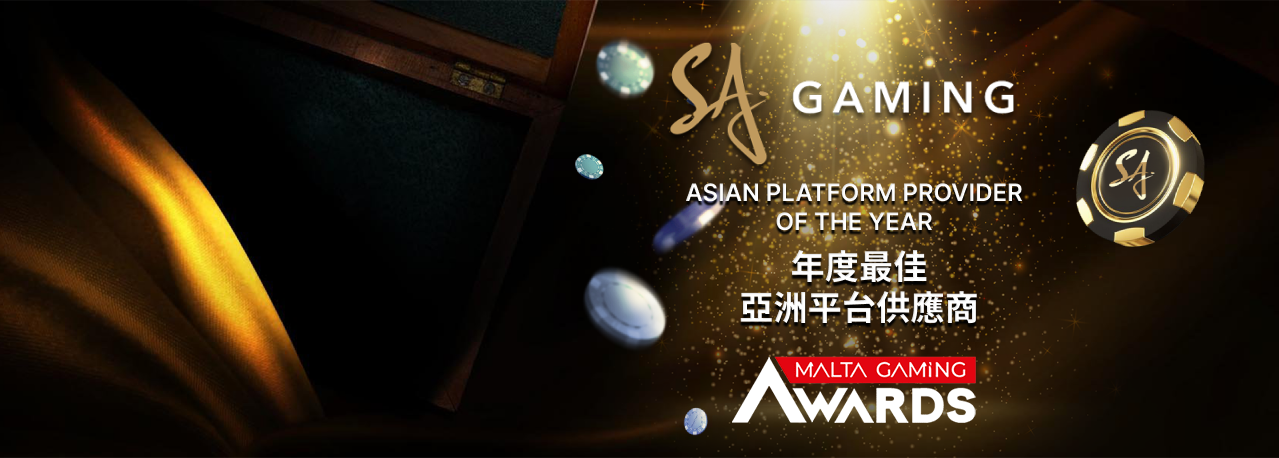 SA GAMING
ASIAN PLATFORM PROVIDER
OF THE YEAR
年度最佳
亞洲平台供應商
MALTA GAMING
AWARDS
SA